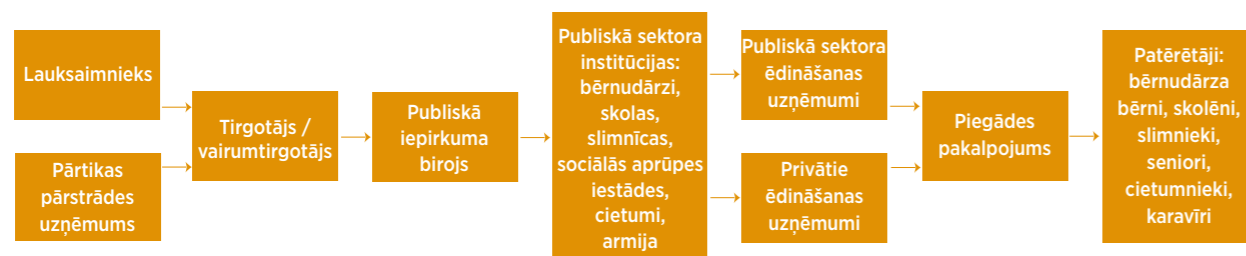 Lauksaimnieks
Pārtikas
pārstrādes
uzņēmums
Tirgotājs /
vairumtirgotājs
Publiskā
iepirkuma
birojs
Publiskā sektora
institūcijas:
bērnudārzi,
skolas,
slimnīcas,
sociālās aprūpes
iestādes,
cietumi,
armija
Publiskā sektora
ēdināšanas
uzņēmumi
Privātie
ēdināšanas
uzņēmumi
Piegādes
pakalpojums
Patērētāji:
bērnudārza
bērni, skolēni,
slimnieki,
seniori,
cietumnieki,
karavīri